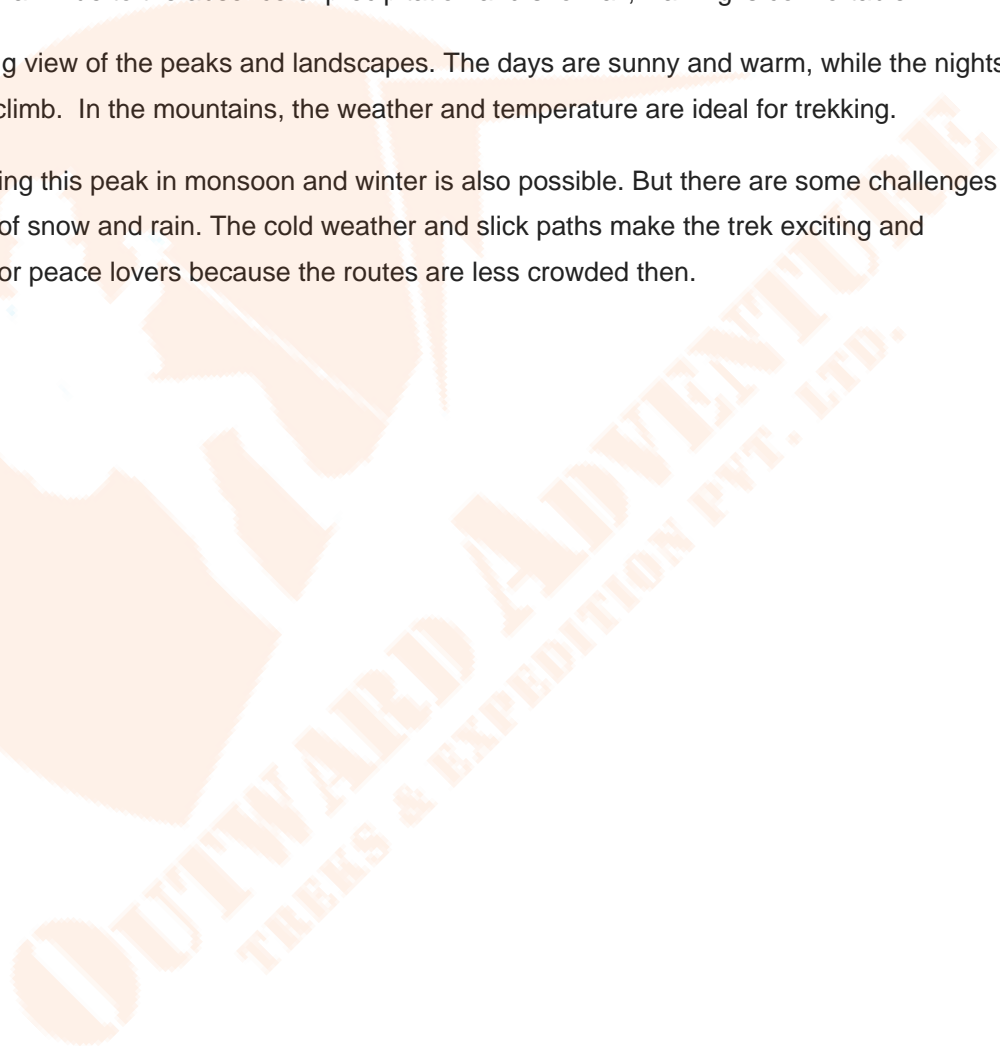 g view of the peaks and landscapes. The days are sunny and warm, while the nights
climb. In the mountains, the weather and temperature are ideal for trekking.
ing this peak in monsoon and winter is also possible. But there are some challenges
of snow and rain. The cold weather and slick paths make the trek exciting and
or peace lovers because the routes are less crowded then.
OUTWARD ADVENTURE
TREKS & EXPEDITION PVT. LTD.